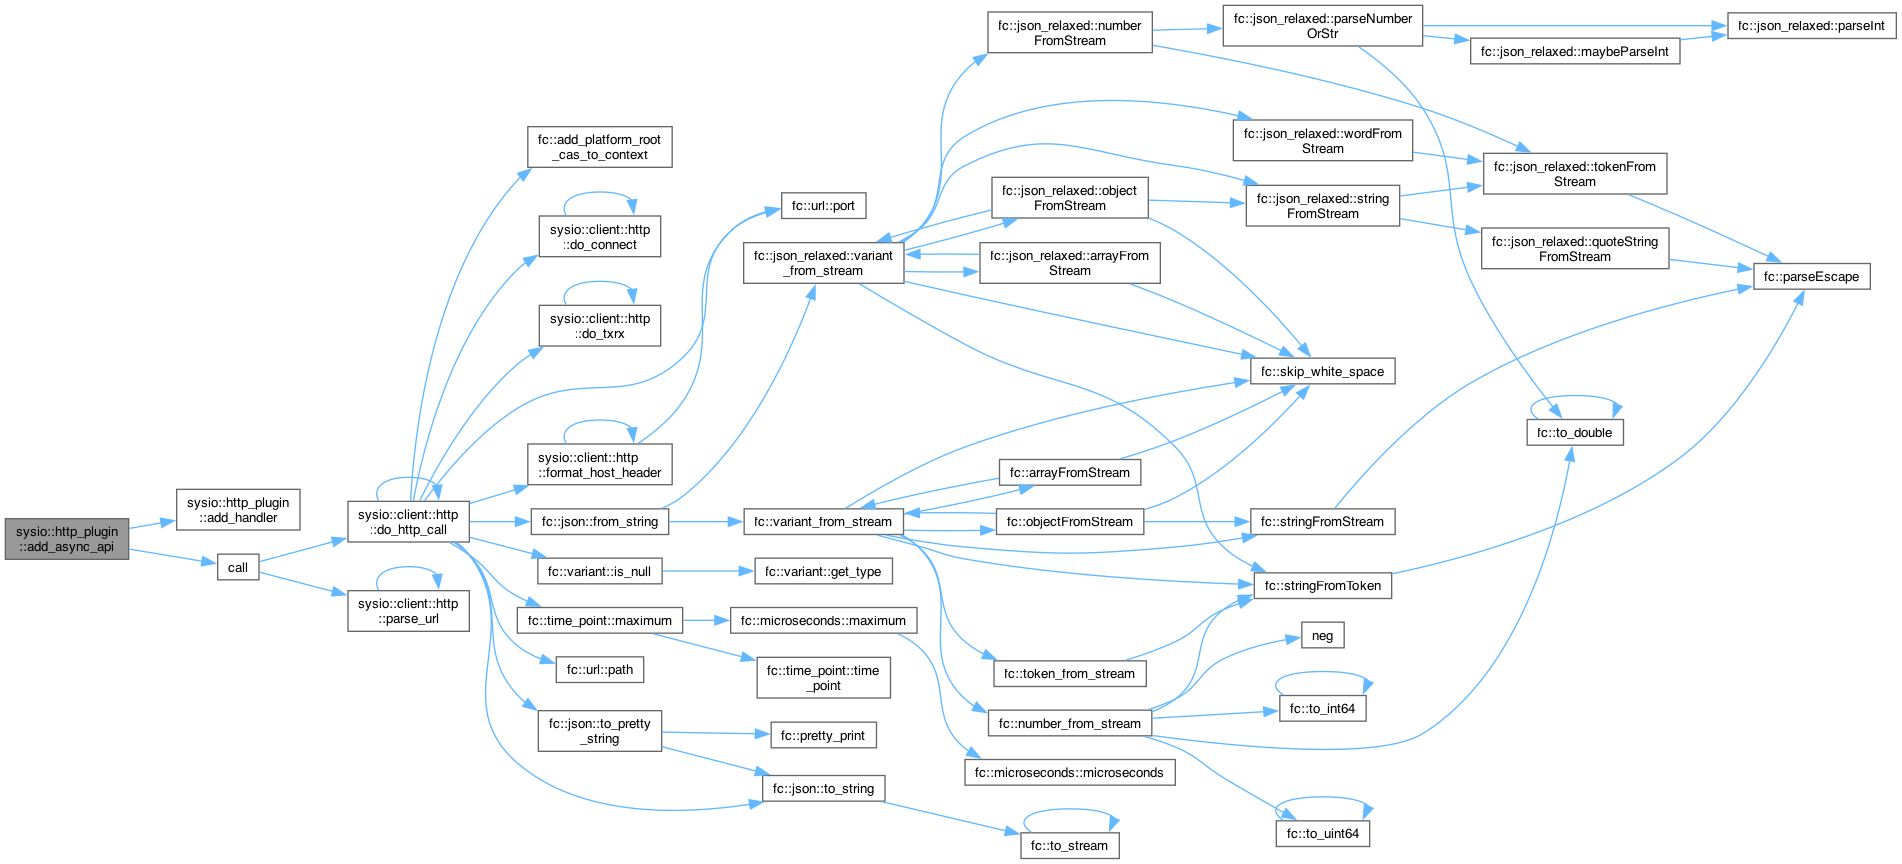 sysio::http_plugin
::add_async_api
sysio::http_plugin
::add_handler
call
sysio::client::http
::do_http_call
sysio::client::http
::parse_url
fc::add_platform_root
_cas_to_context
sysio::client::http
::do_connect
sysio::client::http
::do_txrx
sysio::client::http
::format_host_header
fc::json::from_string
fc::variant::is_null
fc::time_point::maximum
fc::url::path
fc::json::to_pretty
_string
fc::url::port
fc::json_relaxed::variant
_from_stream
fc::variant_from_stream
fc::variant::get_type
fc::microseconds::maximum
fc::time_point::time
_point
fc::pretty_print
fc::json::to_string
fc::json_relaxed::number
FromStream
fc::json_relaxed::object
FromStream
fc::json_relaxed::arrayFrom
Stream
fc::arrayFromStream
fc::objectFromStream
fc::token_from_stream
fc::number_from_stream
fc::microseconds::microseconds
fc::to_stream
fc::json_relaxed::parseNumber
OrStr
fc::json_relaxed::wordFrom
Stream
fc::json_relaxed::string
FromStream
fc::skip_white_space
fc::stringFromStream
fc::stringFromToken
neg
fc::to_int64
fc::to_uint64
fc::json_relaxed::maybeParseInt
fc::json_relaxed::tokenFrom
Stream
fc::json_relaxed::quoteString
FromStream
fc::to_double
fc::json_relaxed::parseInt
fc::parseEscape